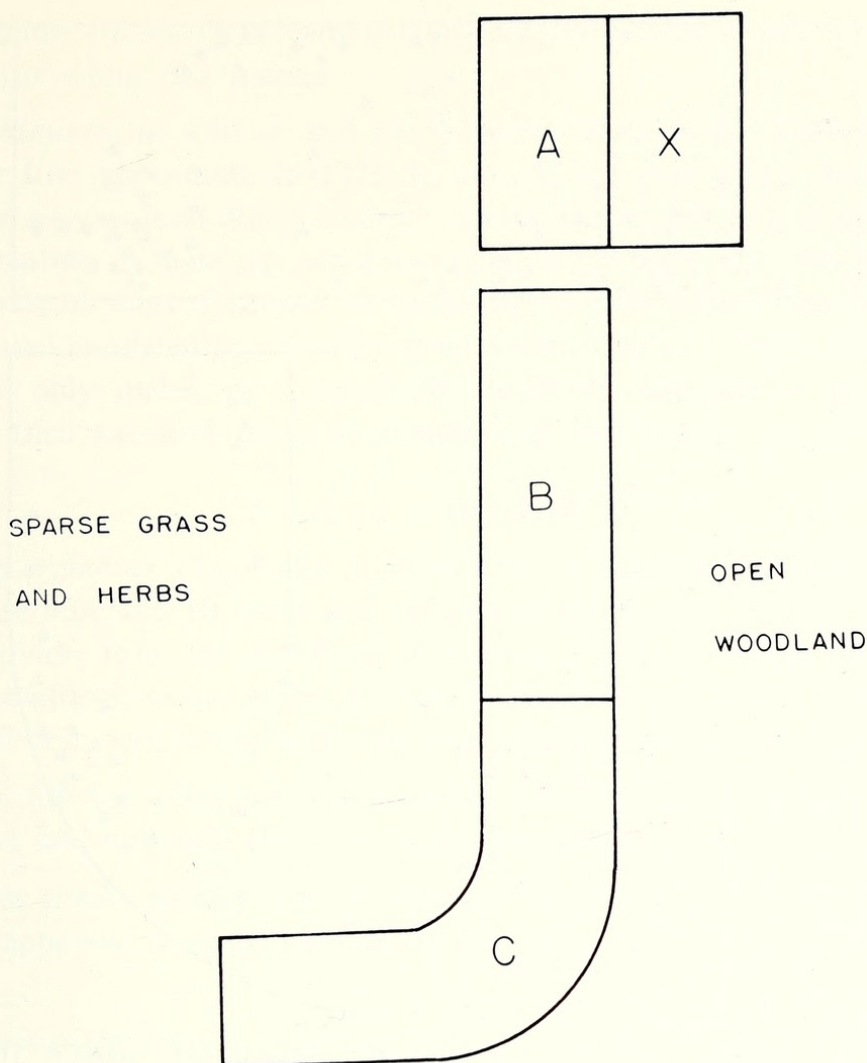 A X
B
SPARSE GRASS
AND HERBS
OPEN
WOODLAND
C